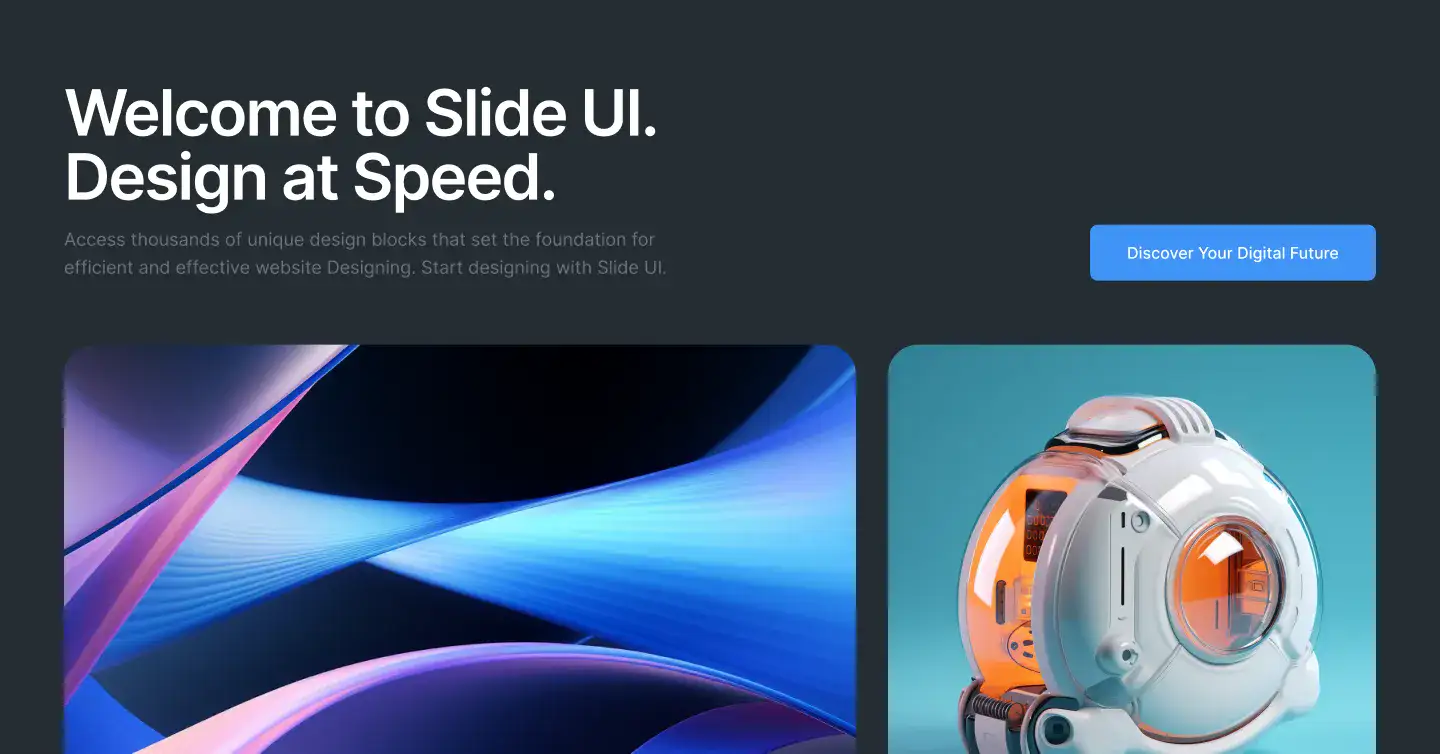 Welcome to Slide UI.
Design at Speed.
Access thousands of unique design blocks that set the foundation for
efficient and effective website Designing. Start designing with Slide UI.
Discover Your Digital Future